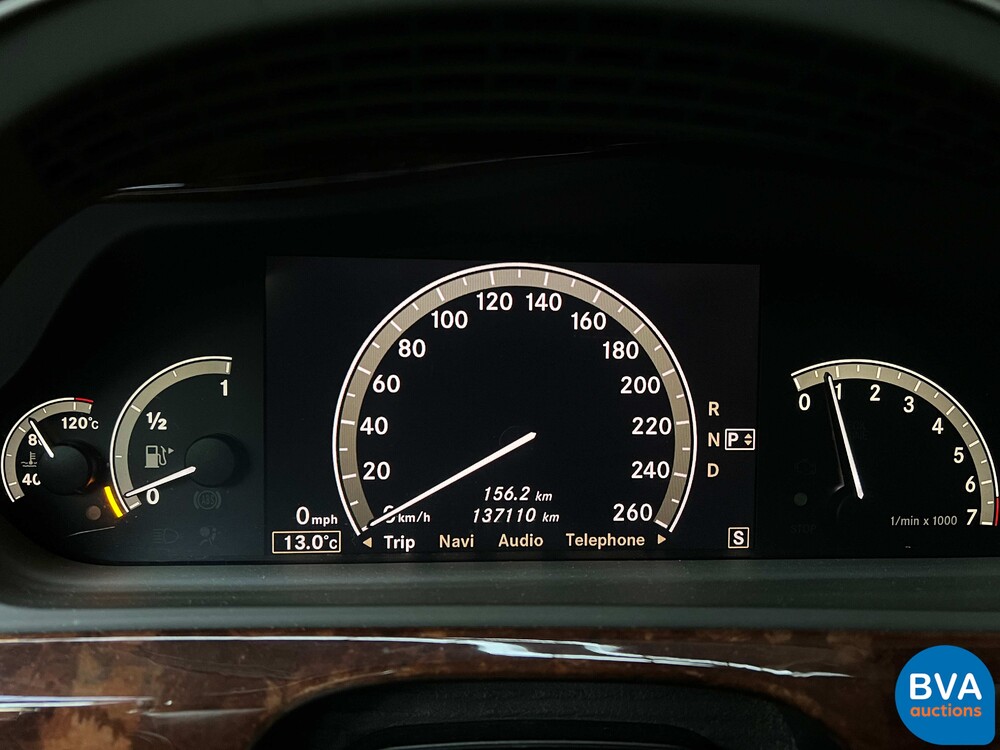 120°C
80
40
1
½
0
120 140
100 160
80 180
60 200
40 220
20 240
0 260
156.2 km
137110 km
0 mph
km/h
13.0°C
Trip Navi Audio Telephone
R
N P
D
S
0 1 2 3 4 5 6 7
1/min x 1000
BVA
auctions